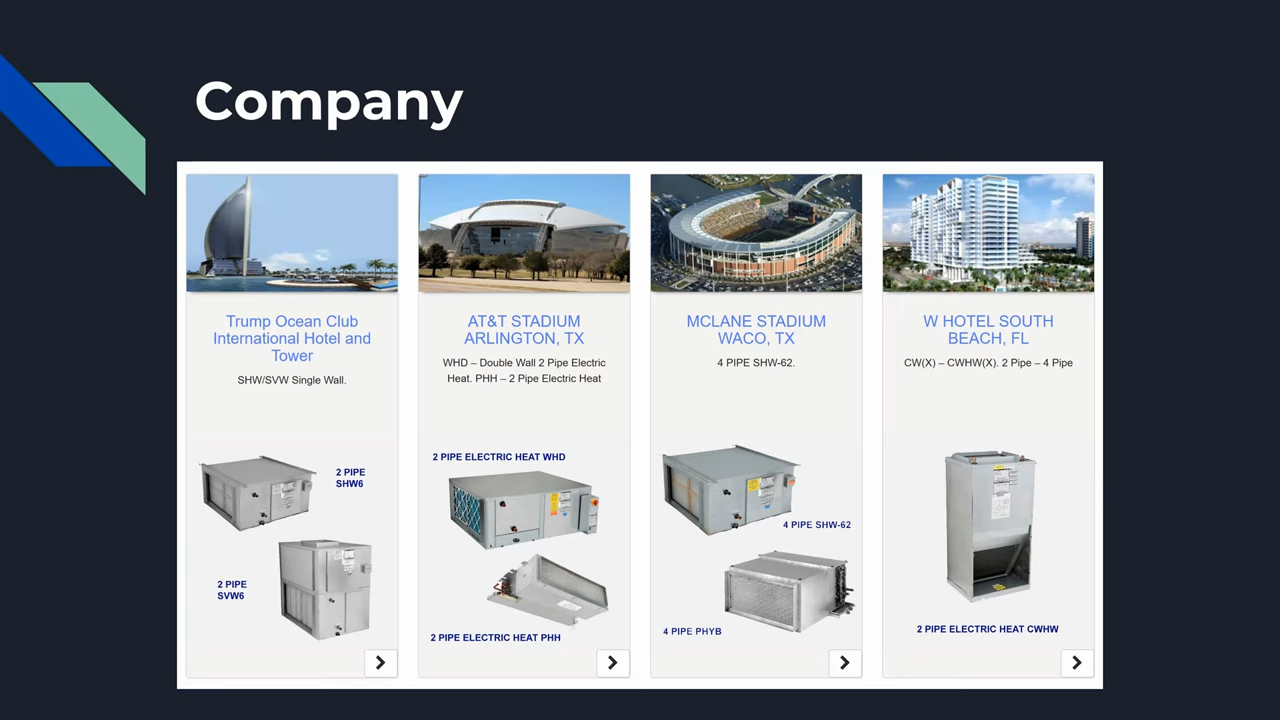 Company
Trump Ocean Club
International Hotel and
Tower
SHW/SVW Single Wall.
2 PIPE
SHW6
2 PIPE
SVW6
AT&T STADIUM
ARLINGTON, TX
WHD – Double Wall 2 Pipe Electric
Heat. PHH – 2 Pipe Electric Heat
2 PIPE ELECTRIC HEAT WHD
2 PIPE ELECTRIC HEAT PHH
MCLANE STADIUM
WACO, TX
4 PIPE SHW-62.
4 PIPE SHW-62
4 PIPE PHYB
W HOTEL SOUTH
BEACH, FL
CW(X) – CWHW(X). 2 Pipe – 4 Pipe
2 PIPE ELECTRIC HEAT CWHW